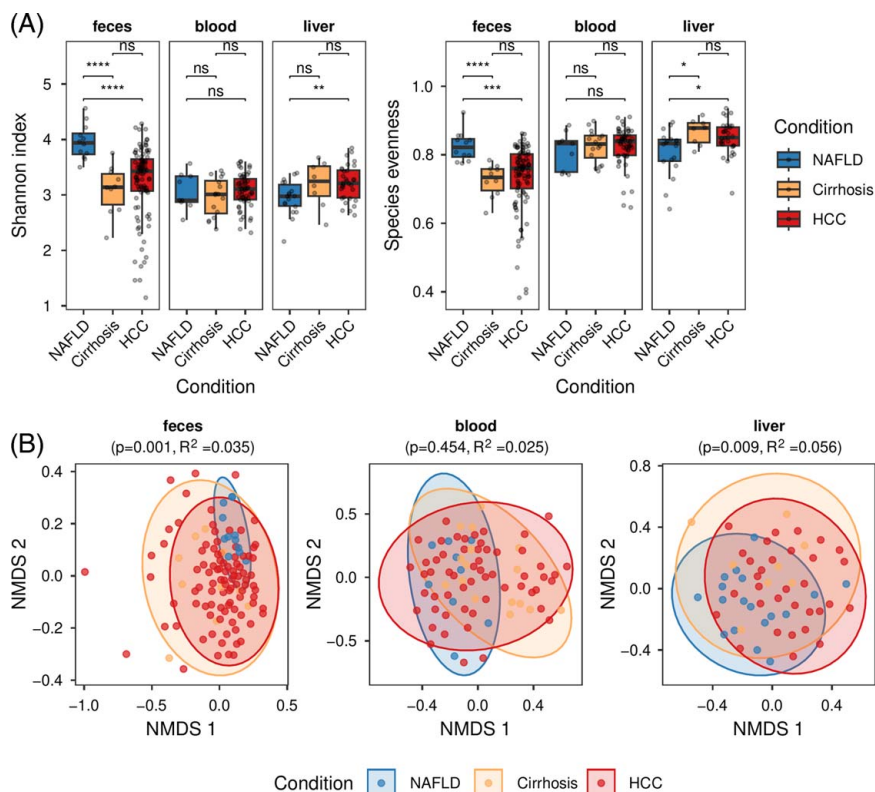 (A)
feces blood liver
Shannon index
5
4
3
2
1
ns
****
****
ns
ns
ns
ns
ns
**
NAFLD Cirrhosis HCC NAFLD Cirrhosis HCC NAFLD Cirrhosis HCC
Condition
feces blood liver
Species evenness
1.0
0.8
0.6
0.4
ns
****
***
ns
ns
ns
ns
*
*
NAFLD Cirrhosis HCC NAFLD Cirrhosis HCC NAFLD Cirrhosis HCC
Condition
Condition
NAFLD
Cirrhosis
HCC
(B)
feces
(p=0.001, R² =0.035)
NMDS 2
0.4
0.2
0.0
−0.2
−0.4
−1.0 −0.5 0.0 0.5
NMDS 1
blood
(p=0.454, R² =0.025)
NMDS 2
0.5
0.0
−0.5
−0.4 0.0 0.4
NMDS 1
liver
(p=0.009, R² =0.056)
NMDS 2
0.8
0.4
0.0
−0.4
−0.4 0.0 0.4
NMDS 1
Condition NAFLD Cirrhosis HCC